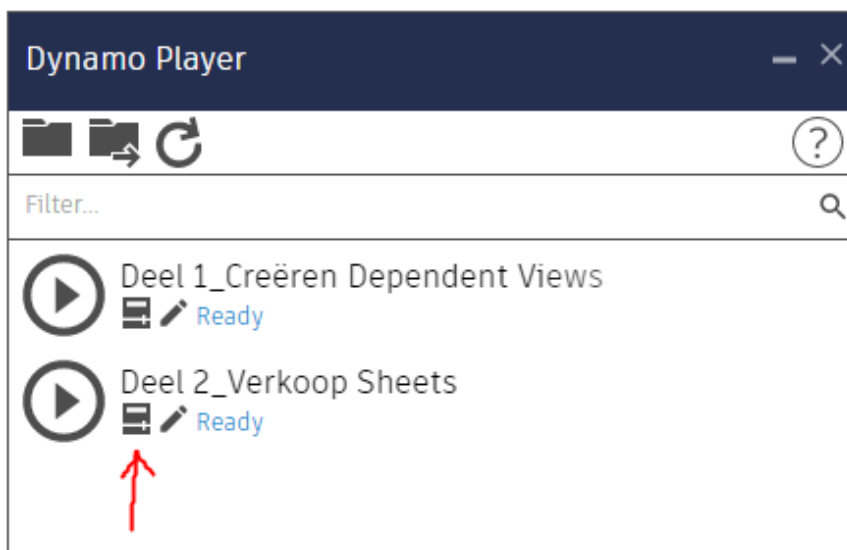 Dynamo Player
?
Filter...
Deel 1_Creëren Dependent Views
Ready
Deel 2_Verkoop Sheets
Ready